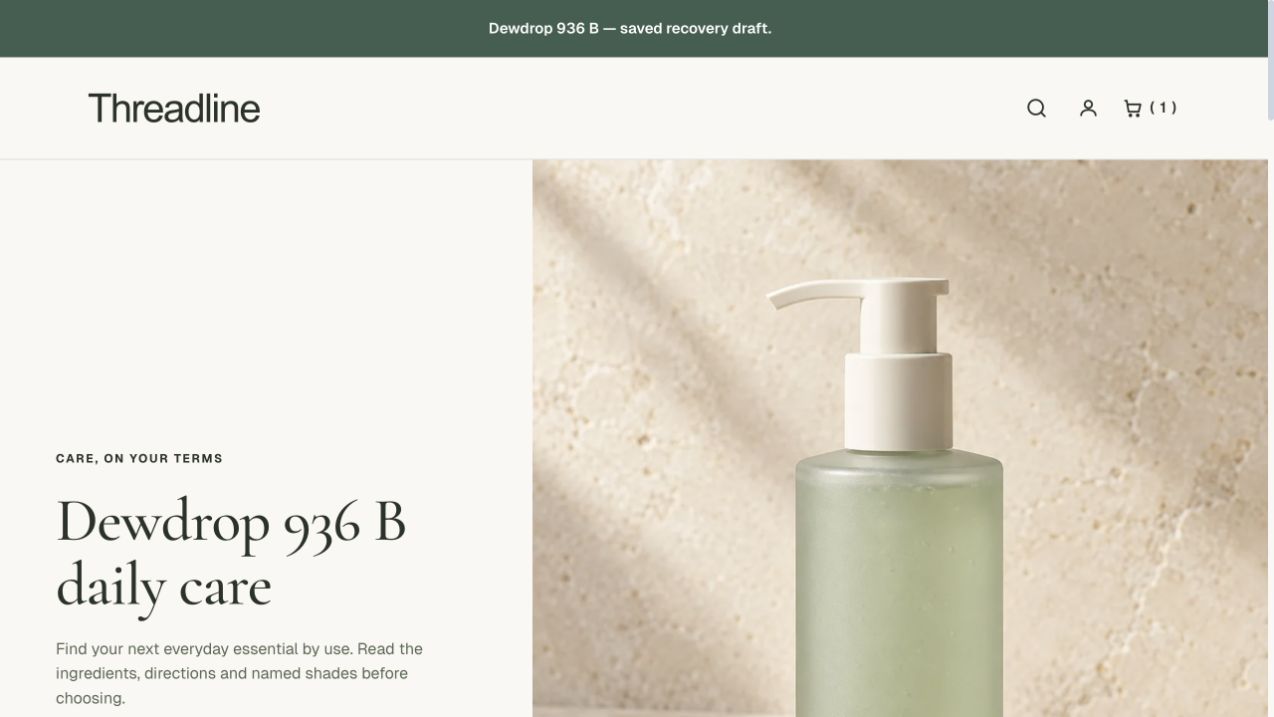 Dewdrop 936 B — saved recovery draft.
Threadline
( 1 )
CARE, ON YOUR TERMS
Dewdrop 936 B
daily care
Find your next everyday essential by use. Read the
ingredients, directions and named shades before
choosing.